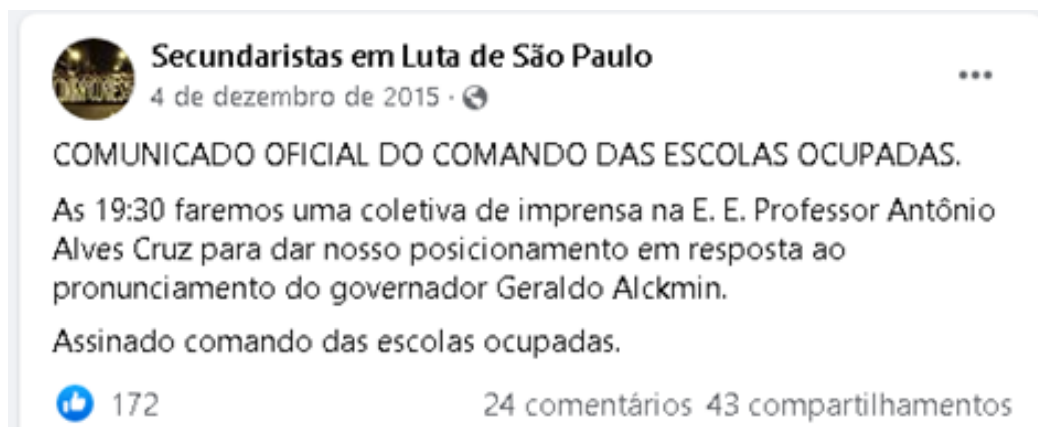 Secundaristas em Luta de São Paulo
4 de dezembro de 2015 ·
COMUNICADO OFICIAL DO COMANDO DAS ESCOLAS OCUPADAS.
As 19:30 faremos uma coletiva de imprensa na E. E. Professor Antônio
Alves Cruz para dar nosso posicionamento em resposta ao
pronunciamento do governador Geraldo Alckmin.
Assinado comando das escolas ocupadas.
172
24 comentários 43 compartilhamentos